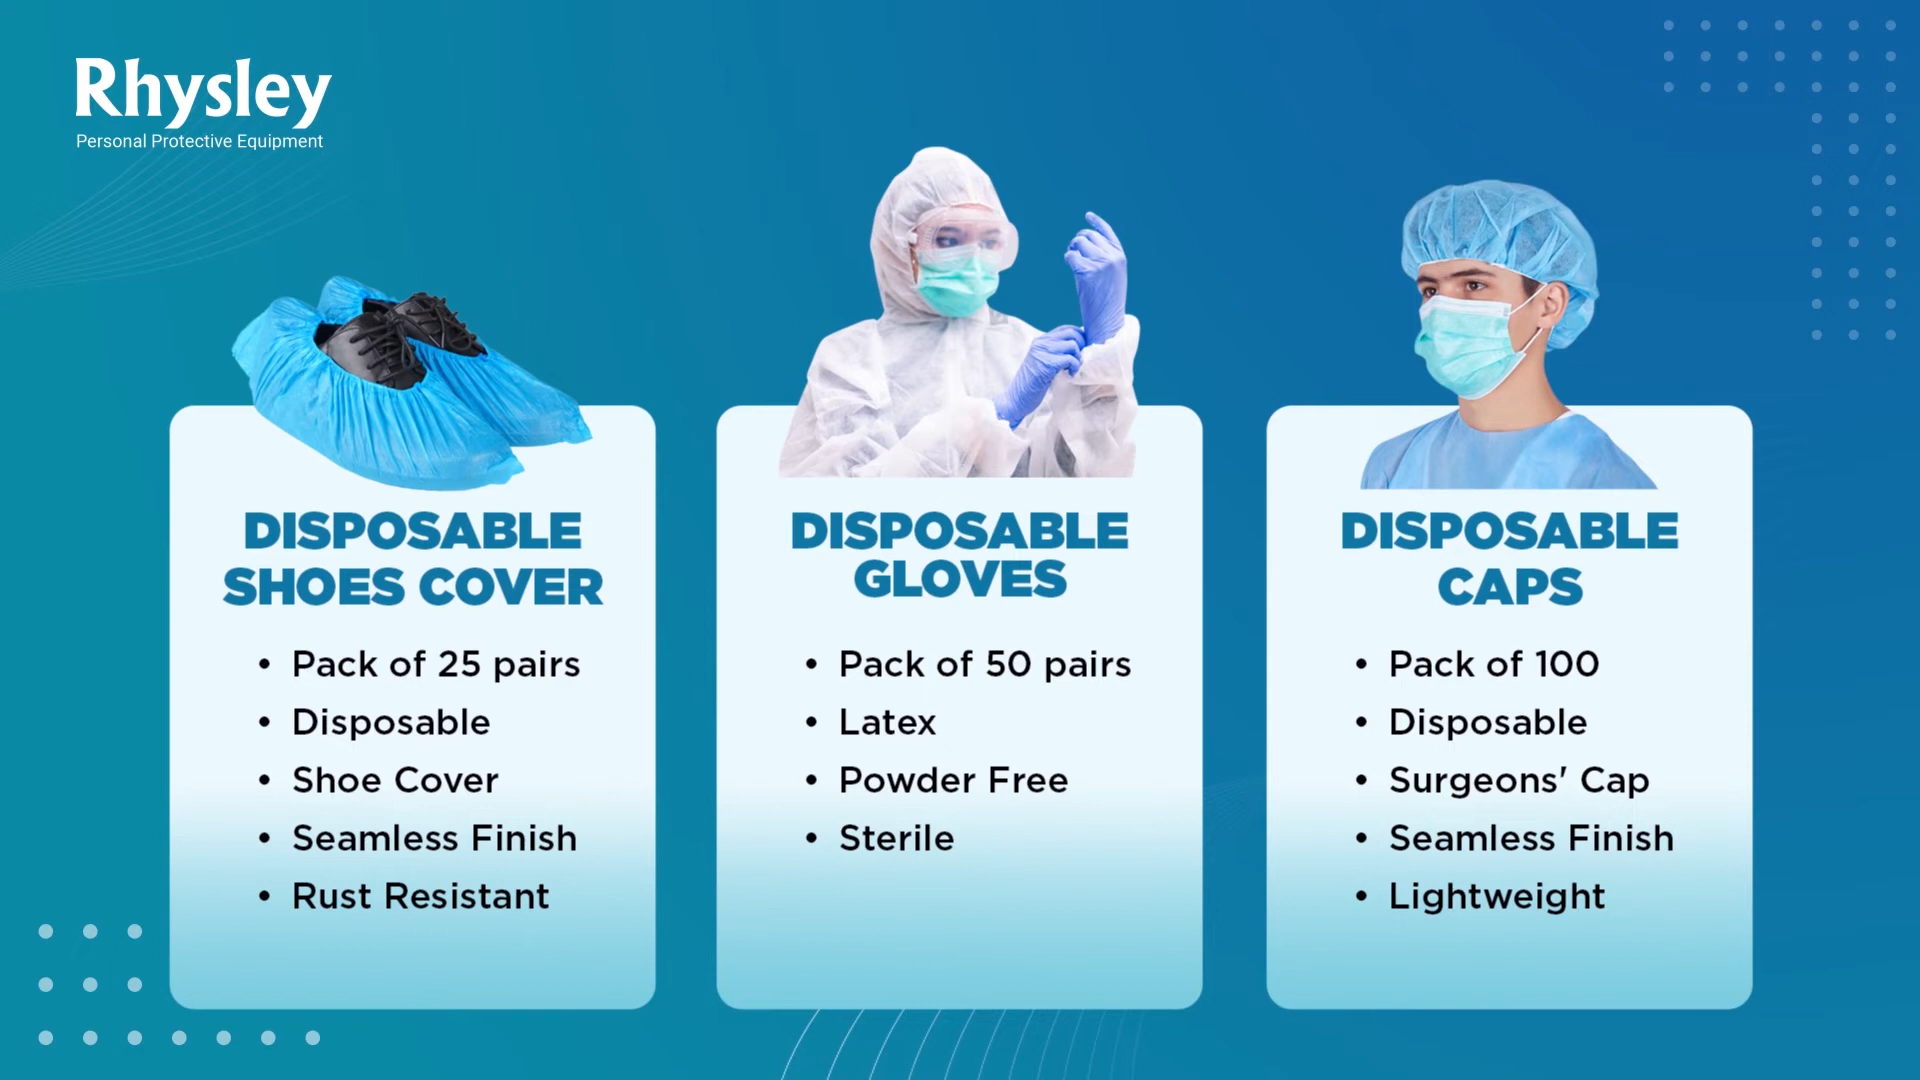 Rhysley
Personal Protective Equipment
DISPOSABLE
SHOES COVER
• Pack of 25 pairs
• Disposable
• Shoe Cover
• Seamless Finish
• Rust Resistant
DISPOSABLE
GLOVES
• Pack of 50 pairs
• Latex
• Powder Free
• Sterile
DISPOSABLE
CAPS
• Pack of 100
• Disposable
• Surgeons' Cap
• Seamless Finish
• Lightweight